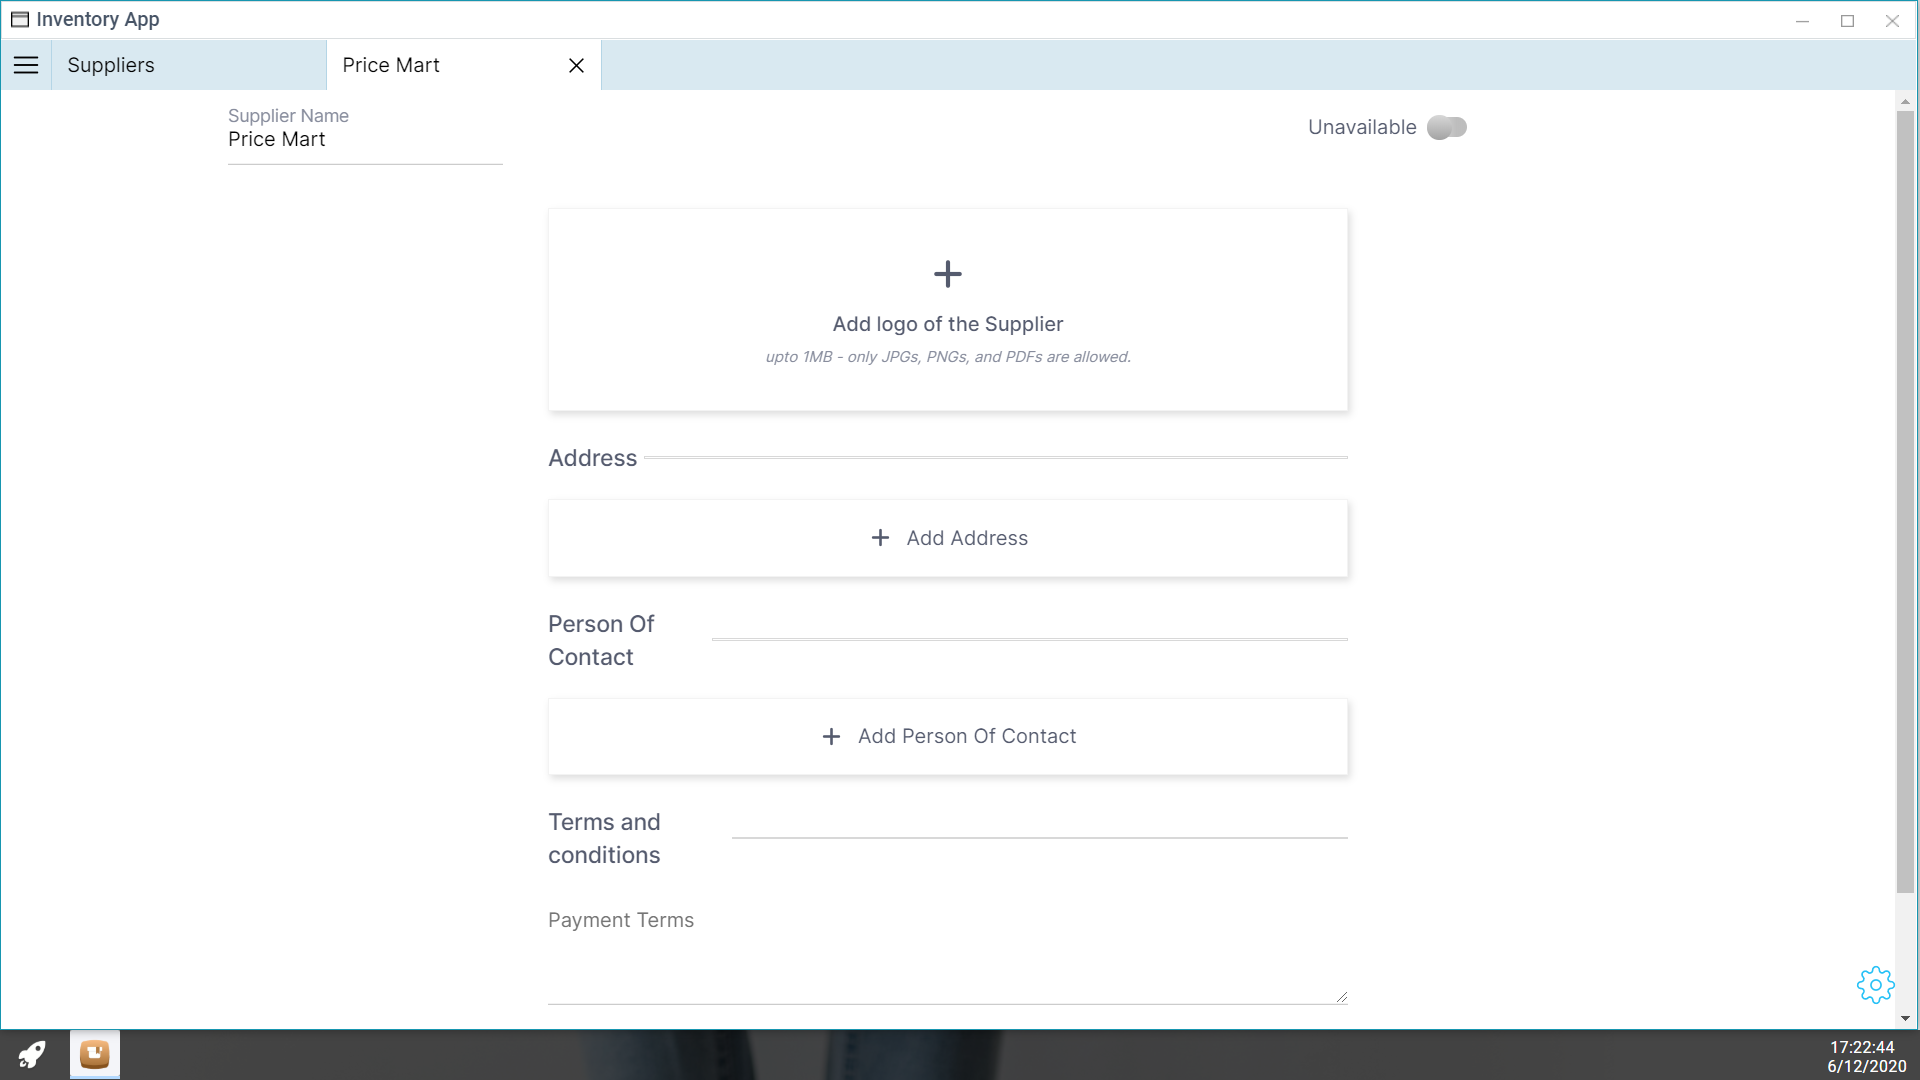 Inventory App
Suppliers
Price Mart
Supplier Name
Price Mart
Unavailable
Add logo of the Supplier
upto 1MB - only JPGs, PNGs, and PDFs are allowed.
Address
Add Address
Person Of
Contact
Add Person Of Contact
Terms and
conditions
Payment Terms
17:22:44
6/12/2020